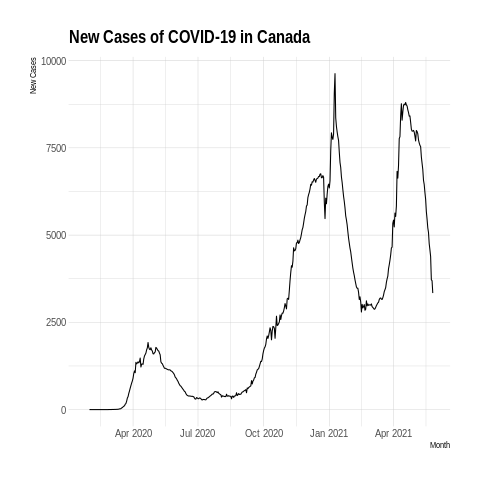 New Cases of COVID-19 in Canada
New Cases
10000
7500
5000
2500
0
Apr 2020 Jul 2020 Oct 2020 Jan 2021 Apr 2021
Month